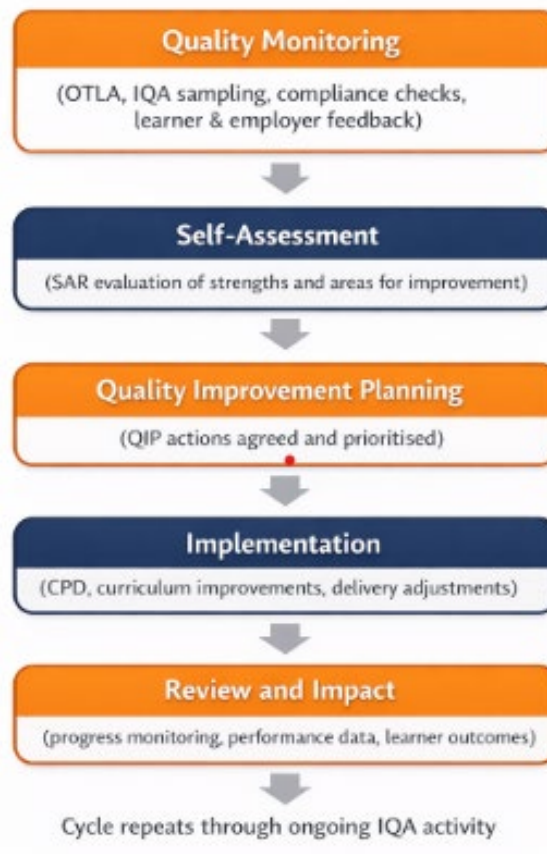 Quality Monitoring
(OTLA, IQA sampling, compliance checks,
learner & employer feedback)
Self-Assessment
(SAR evaluation of strengths and areas for improvement)
Quality Improvement Planning
(QIP actions agreed and prioritised)
Implementation
(CPD, curriculum improvements, delivery adjustments)
Review and Impact
(progress monitoring, performance data, learner outcomes)
Cycle repeats through ongoing IQA activity